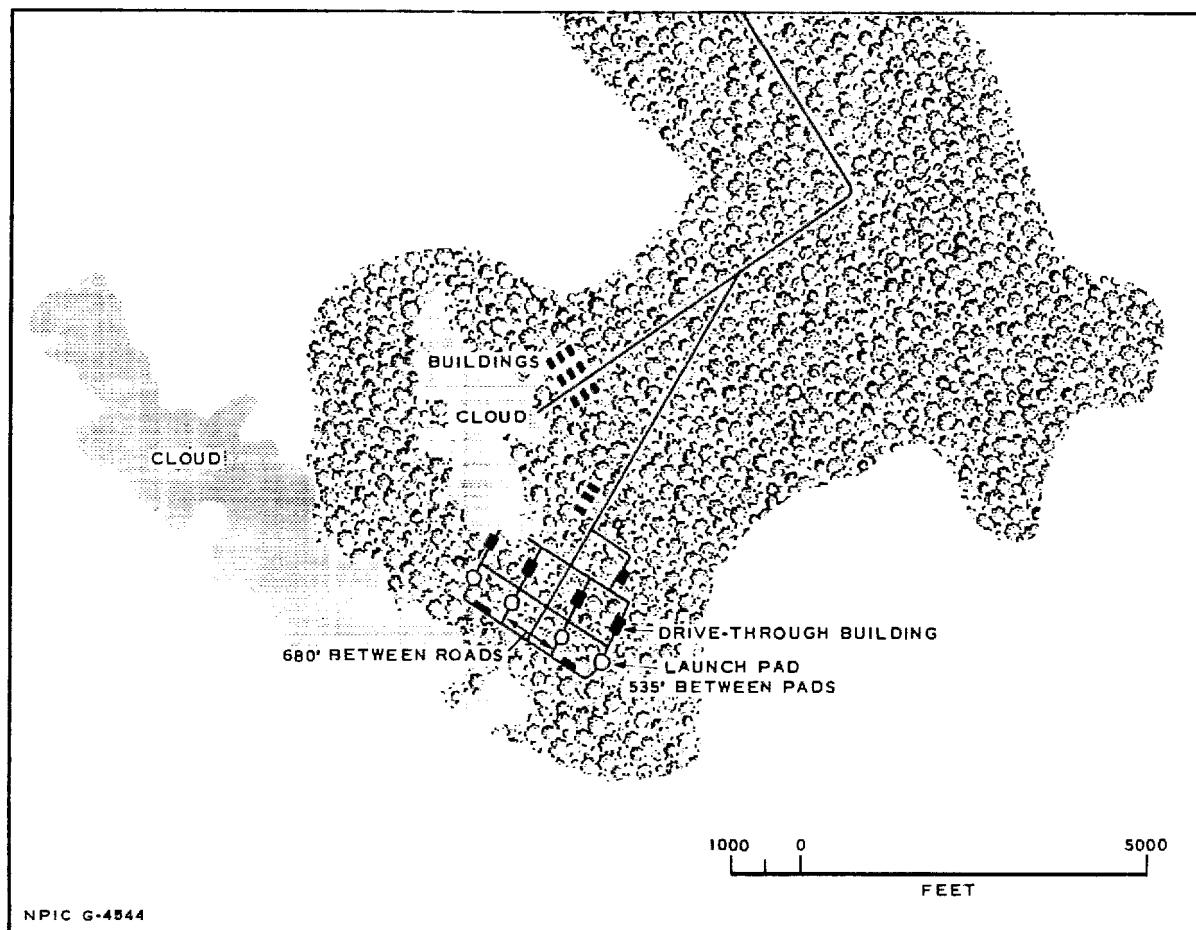 BUILDINGS
CLOUD
CLOUD
DRIVE-THROUGH BUILDING
680' BETWEEN ROADS
LAUNCH PAD
535' BETWEEN PADS
1000 0 5000
FEET
NPIC G-4544